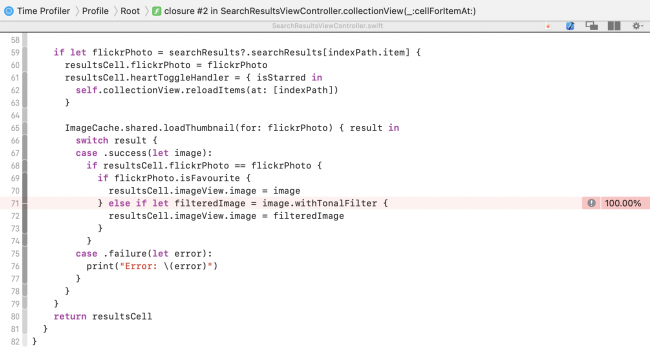 Time Profiler Profile Root closure #2 in SearchResultsViewController.collectionView(_:cellForItemAt:)
SearchResultsViewController.swift
58
59 if let flickrPhoto = searchResults?.searchResults[indexPath.item] {
60 resultsCell.flickrPhoto = flickrPhoto
61 resultsCell.heartToggleHandler = { isStarred in
62 self.collectionView.reloadItems(at: [indexPath])
63 }
64
65 ImageCache.shared.loadThumbnail(for: flickrPhoto) { result in
66 switch result {
67 case .success(let image):
68 if resultsCell.flickrPhoto == flickrPhoto {
69 if flickrPhoto.isFavourite {
70 resultsCell.imageView.image = image
71 } else if let filteredImage = image.withTonalFilter { 100.00%
72 resultsCell.imageView.image = filteredImage
73 }
74 }
75 case .failure(let error):
76 print("Error: \(error)")
77 }
78 }
79 }
80 return resultsCell
81 }
82 }